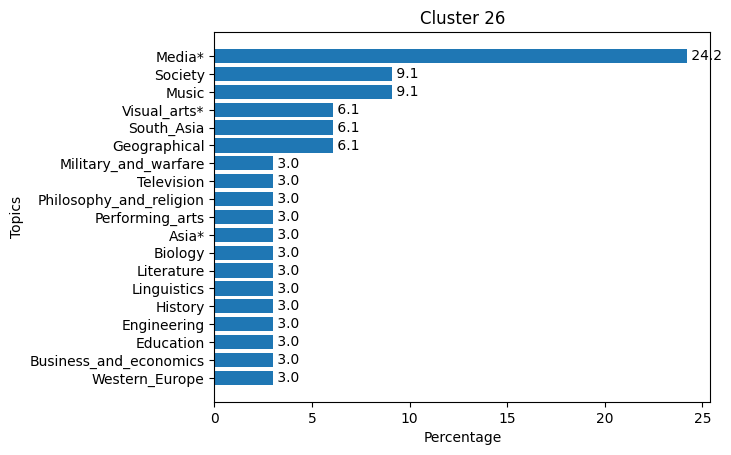 Cluster 26
Topics
Media* 24.2
Society 9.1
Music 9.1
Visual_arts* 6.1
South_Asia 6.1
Geographical 6.1
Military_and_warfare 3.0
Television 3.0
Philosophy_and_religion 3.0
Performing_arts 3.0
Asia* 3.0
Biology 3.0
Literature 3.0
Linguistics 3.0
History 3.0
Engineering 3.0
Education 3.0
Business_and_economics 3.0
Western_Europe 3.0
0 5 10 15 20 25
Percentage